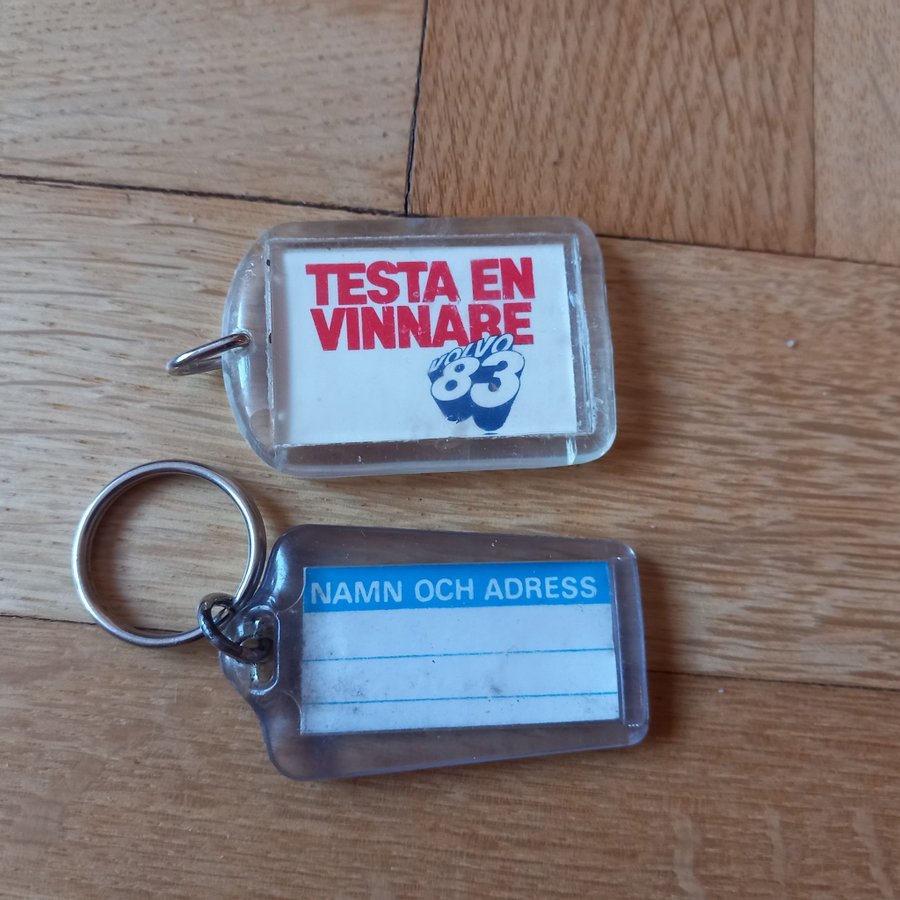 TESTA EN
VINNARE
VOLVO
83
NAMN OCH ADRESS